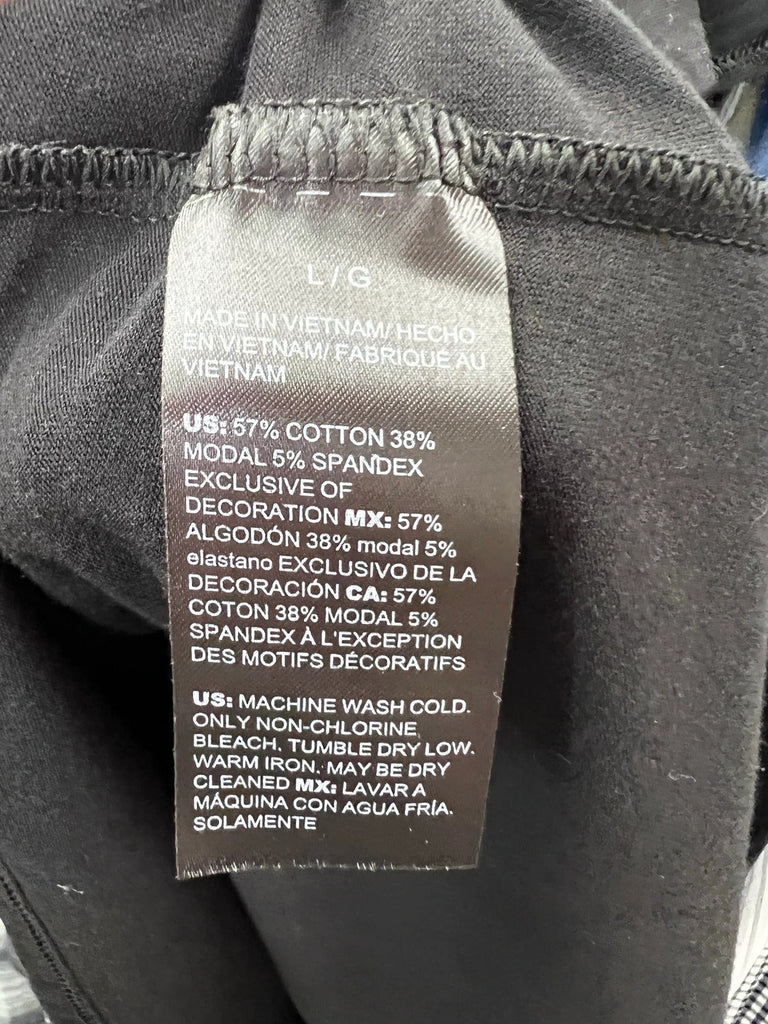 L / G
MADE IN VIETNAM/ HECHO
EN VIETNAM/ FABRIQUÉ AU
VIETNAM
US: 57% COTTON 38%
MODAL 5% SPANDEX
EXCLUSIVE OF
DECORATION MX: 57%
ALGODÓN 38% modal 5%
elastano EXCLUSIVO DE LA
DECORACIÓN CA: 57%
COTON 38% MODAL 5%
SPANDEX À L'EXCEPTION
DES MOTIFS DÉCORATIFS
US: MACHINE WASH COLD.
ONLY NON-CHLORINE
BLEACH. TUMBLE DRY LOW.
WARM IRON. MAY BE DRY
CLEANED MX: LAVAR A
MÁQUINA CON AGUA FRÍA.
SOLAMENTE